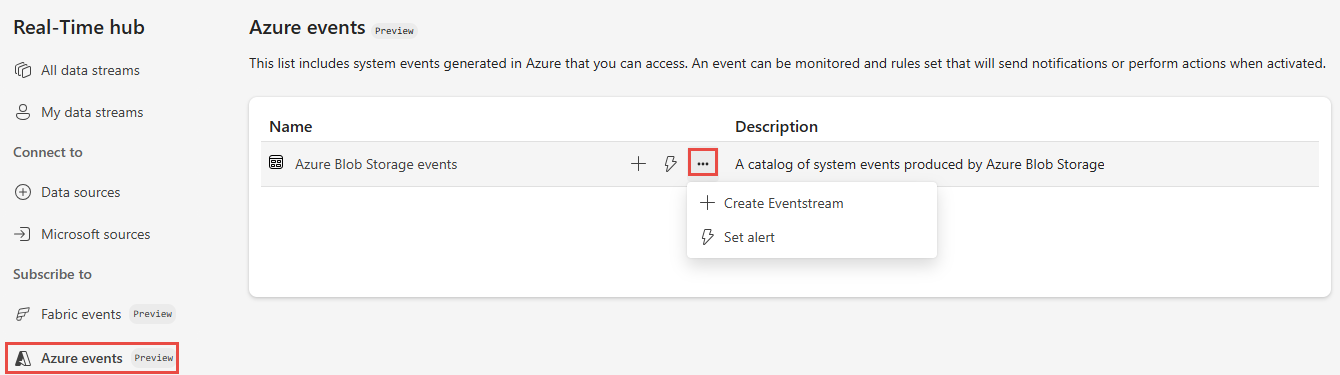 Real-Time hub
All data streams
My data streams
Connect to
Data sources
Microsoft sources
Subscribe to
Fabric events Preview
Azure events Preview
Azure events Preview
This list includes system events generated in Azure that you can access. An event can be monitored and rules set that will send notifications or perform actions when activated.
Name Description
Azure Blob Storage events A catalog of system events produced by Azure Blob Storage
Create Eventstream
Set alert